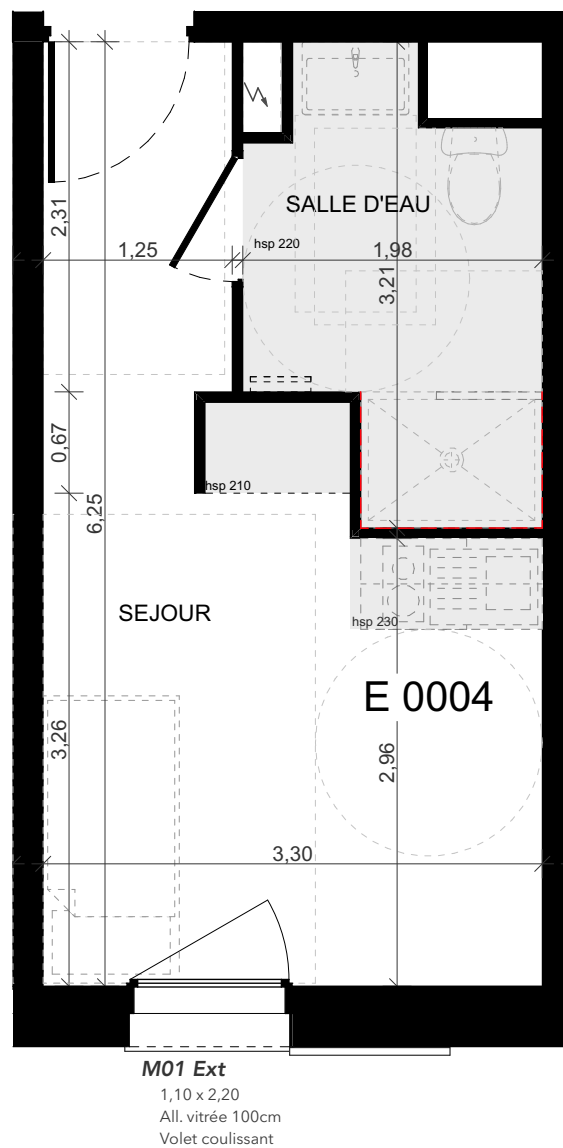 2,31
1,25
hsp 220
SALLE D'EAU
1,98
3,21
0,67
6,25
hsp 210
SEJOUR
hsp 230
E 0004
3,26
2,96
3,30
M01 Ext
1,10 x 2,20
All. vitrée 100cm
Volet coulissant